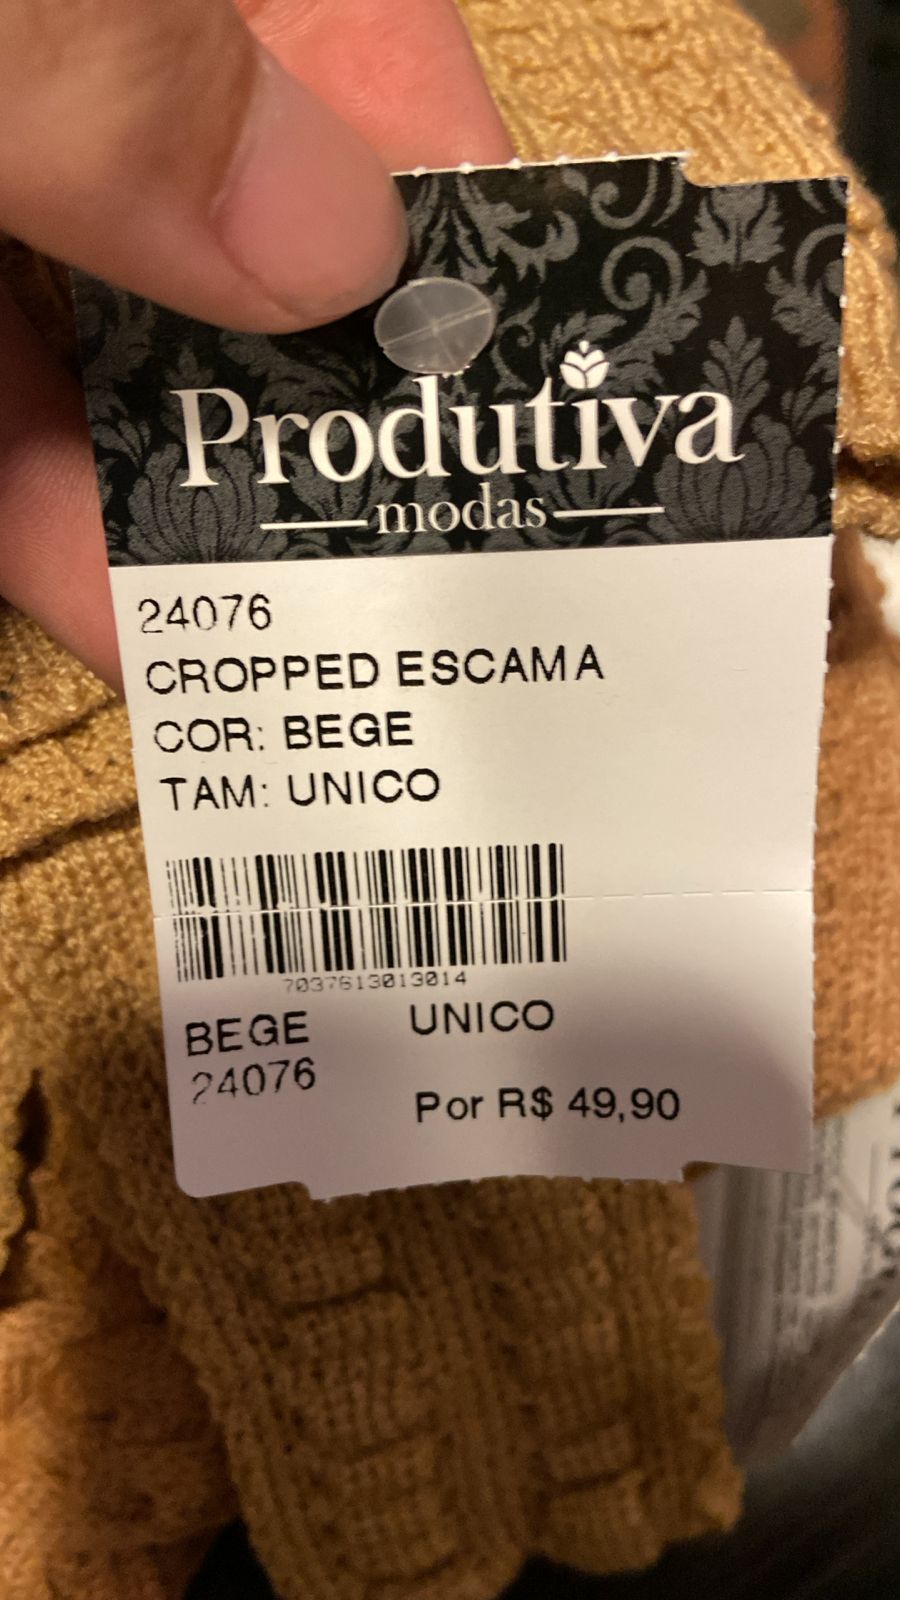 Produtiva
modas
24076
CROPPED ESCAMA
COR: BEGE
TAM: UNICO
7037613013014
BEGE UNICO
24076
Por R$ 49,90